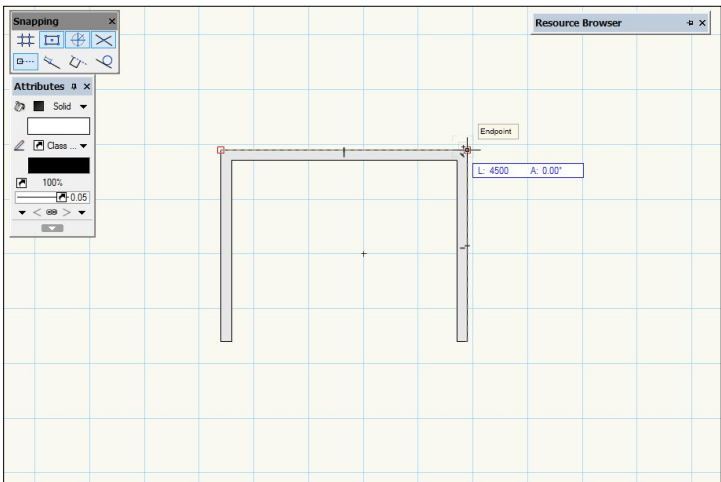 Snapping
Resource Browser
Attributes
Solid
Class ...
100%
0.05
Endpoint
L: 4500 A: 0.00°